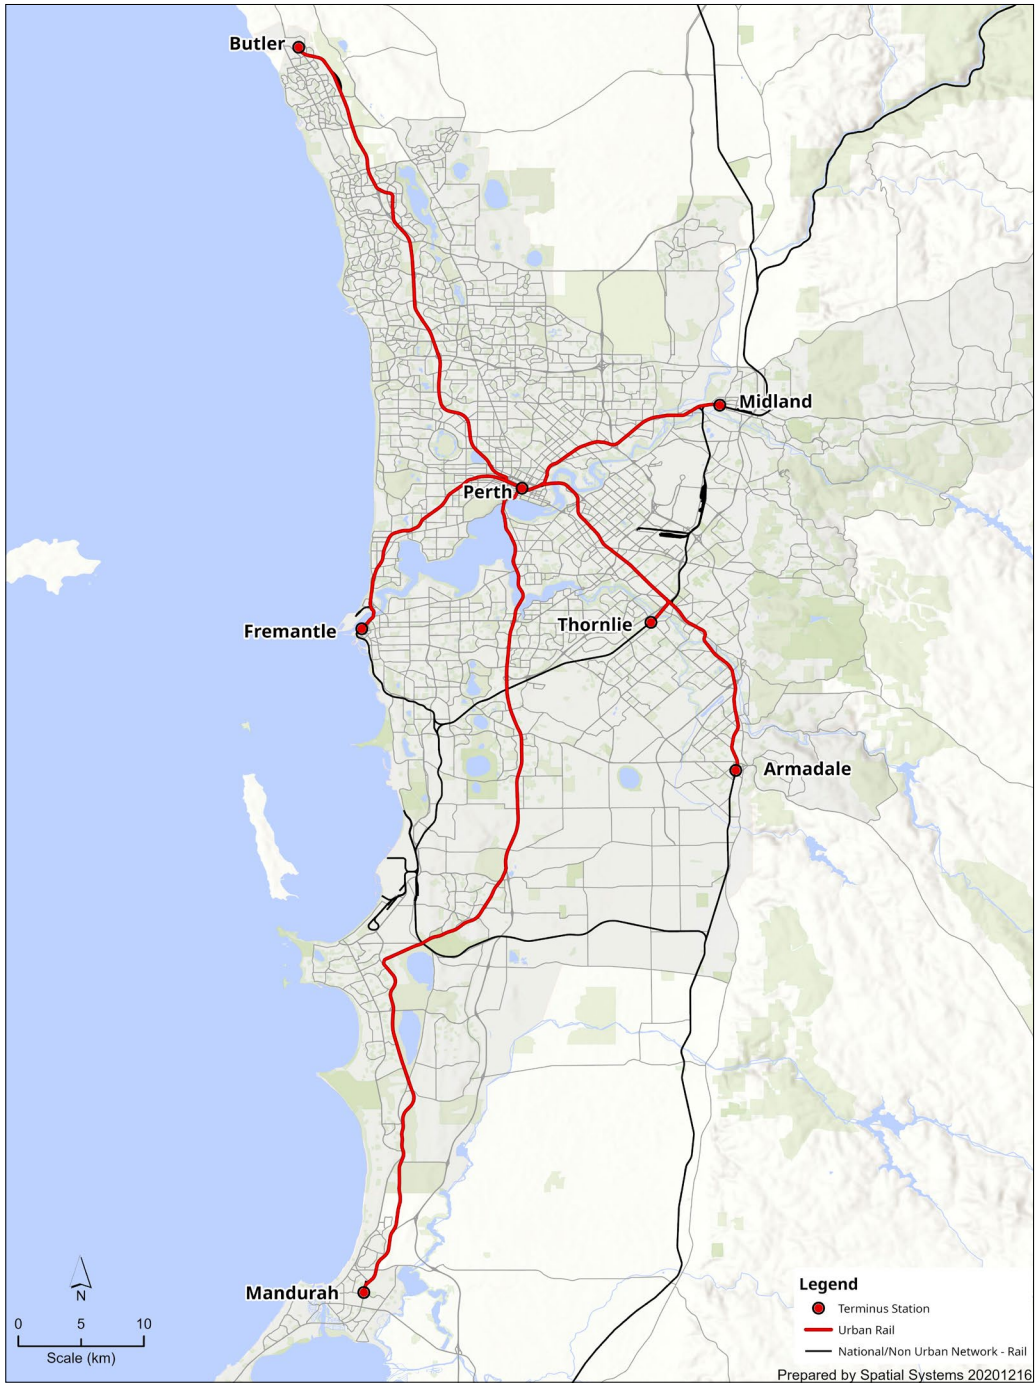 Butler
Midland
Perth
Fremantle
Thornlie
Armadale
Mandurah
N
0 5 10
Scale (km)
Legend
Terminus Station
Urban Rail
National/Non Urban Network - Rail
Prepared by Spatial Systems 20201216